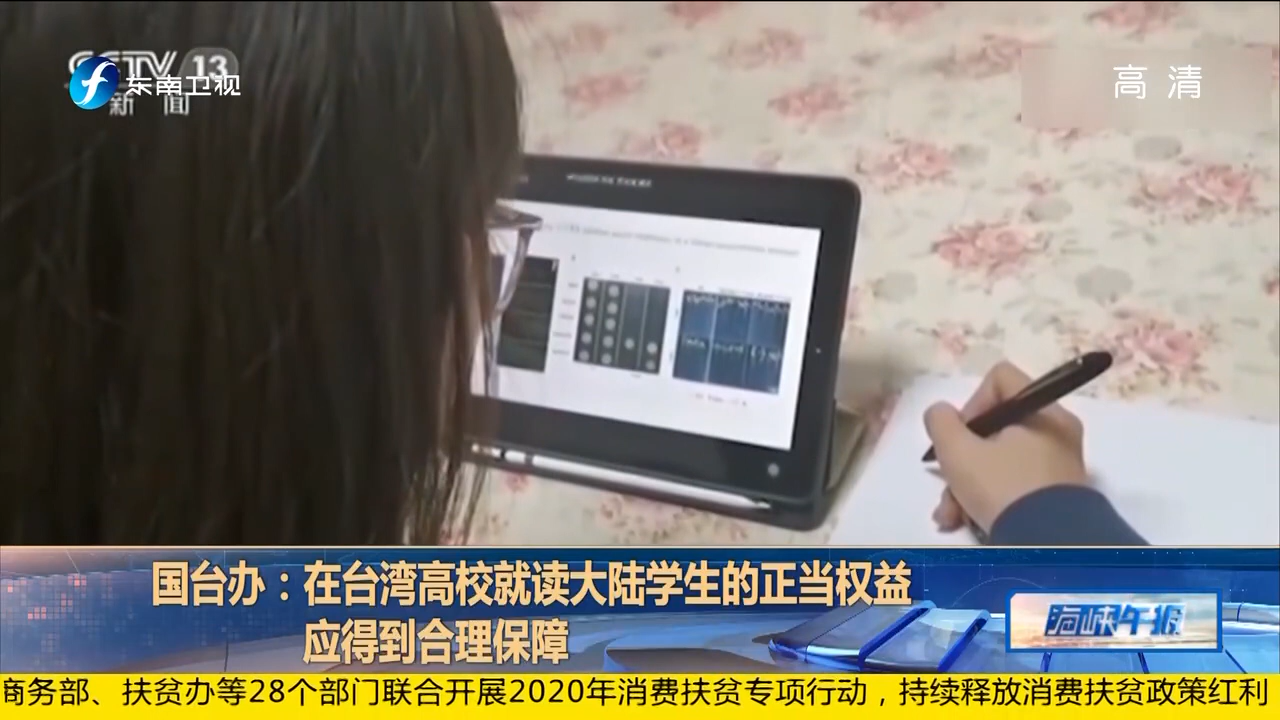 CCTV 13
新闻
东南卫视
高清
国台办：在台湾高校就读大陆学生的正当权益
应得到合理保障
海峡午报
商务部、扶贫办等28个部门联合开展2020年消费扶贫专项行动，持续释放消费扶贫政策红利